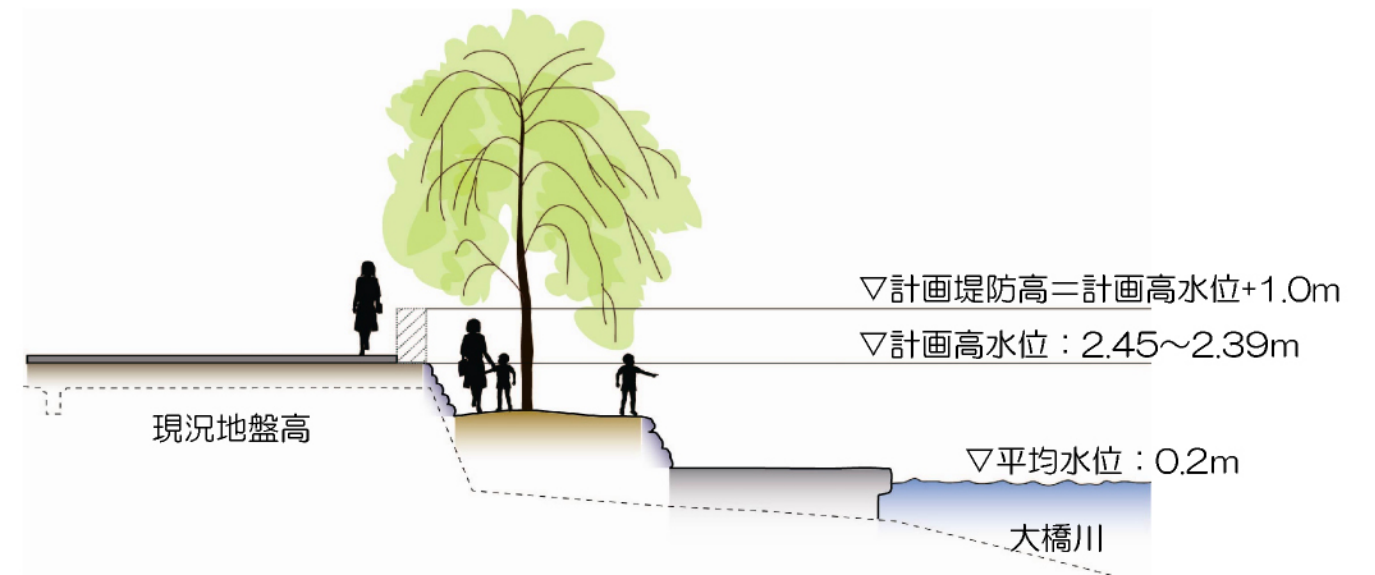 ▽計画堤防高＝計画高水位+1.0m
▽計画高水位：2.45～2.39m
現況地盤高
▽平均水位：0.2m
大橋川